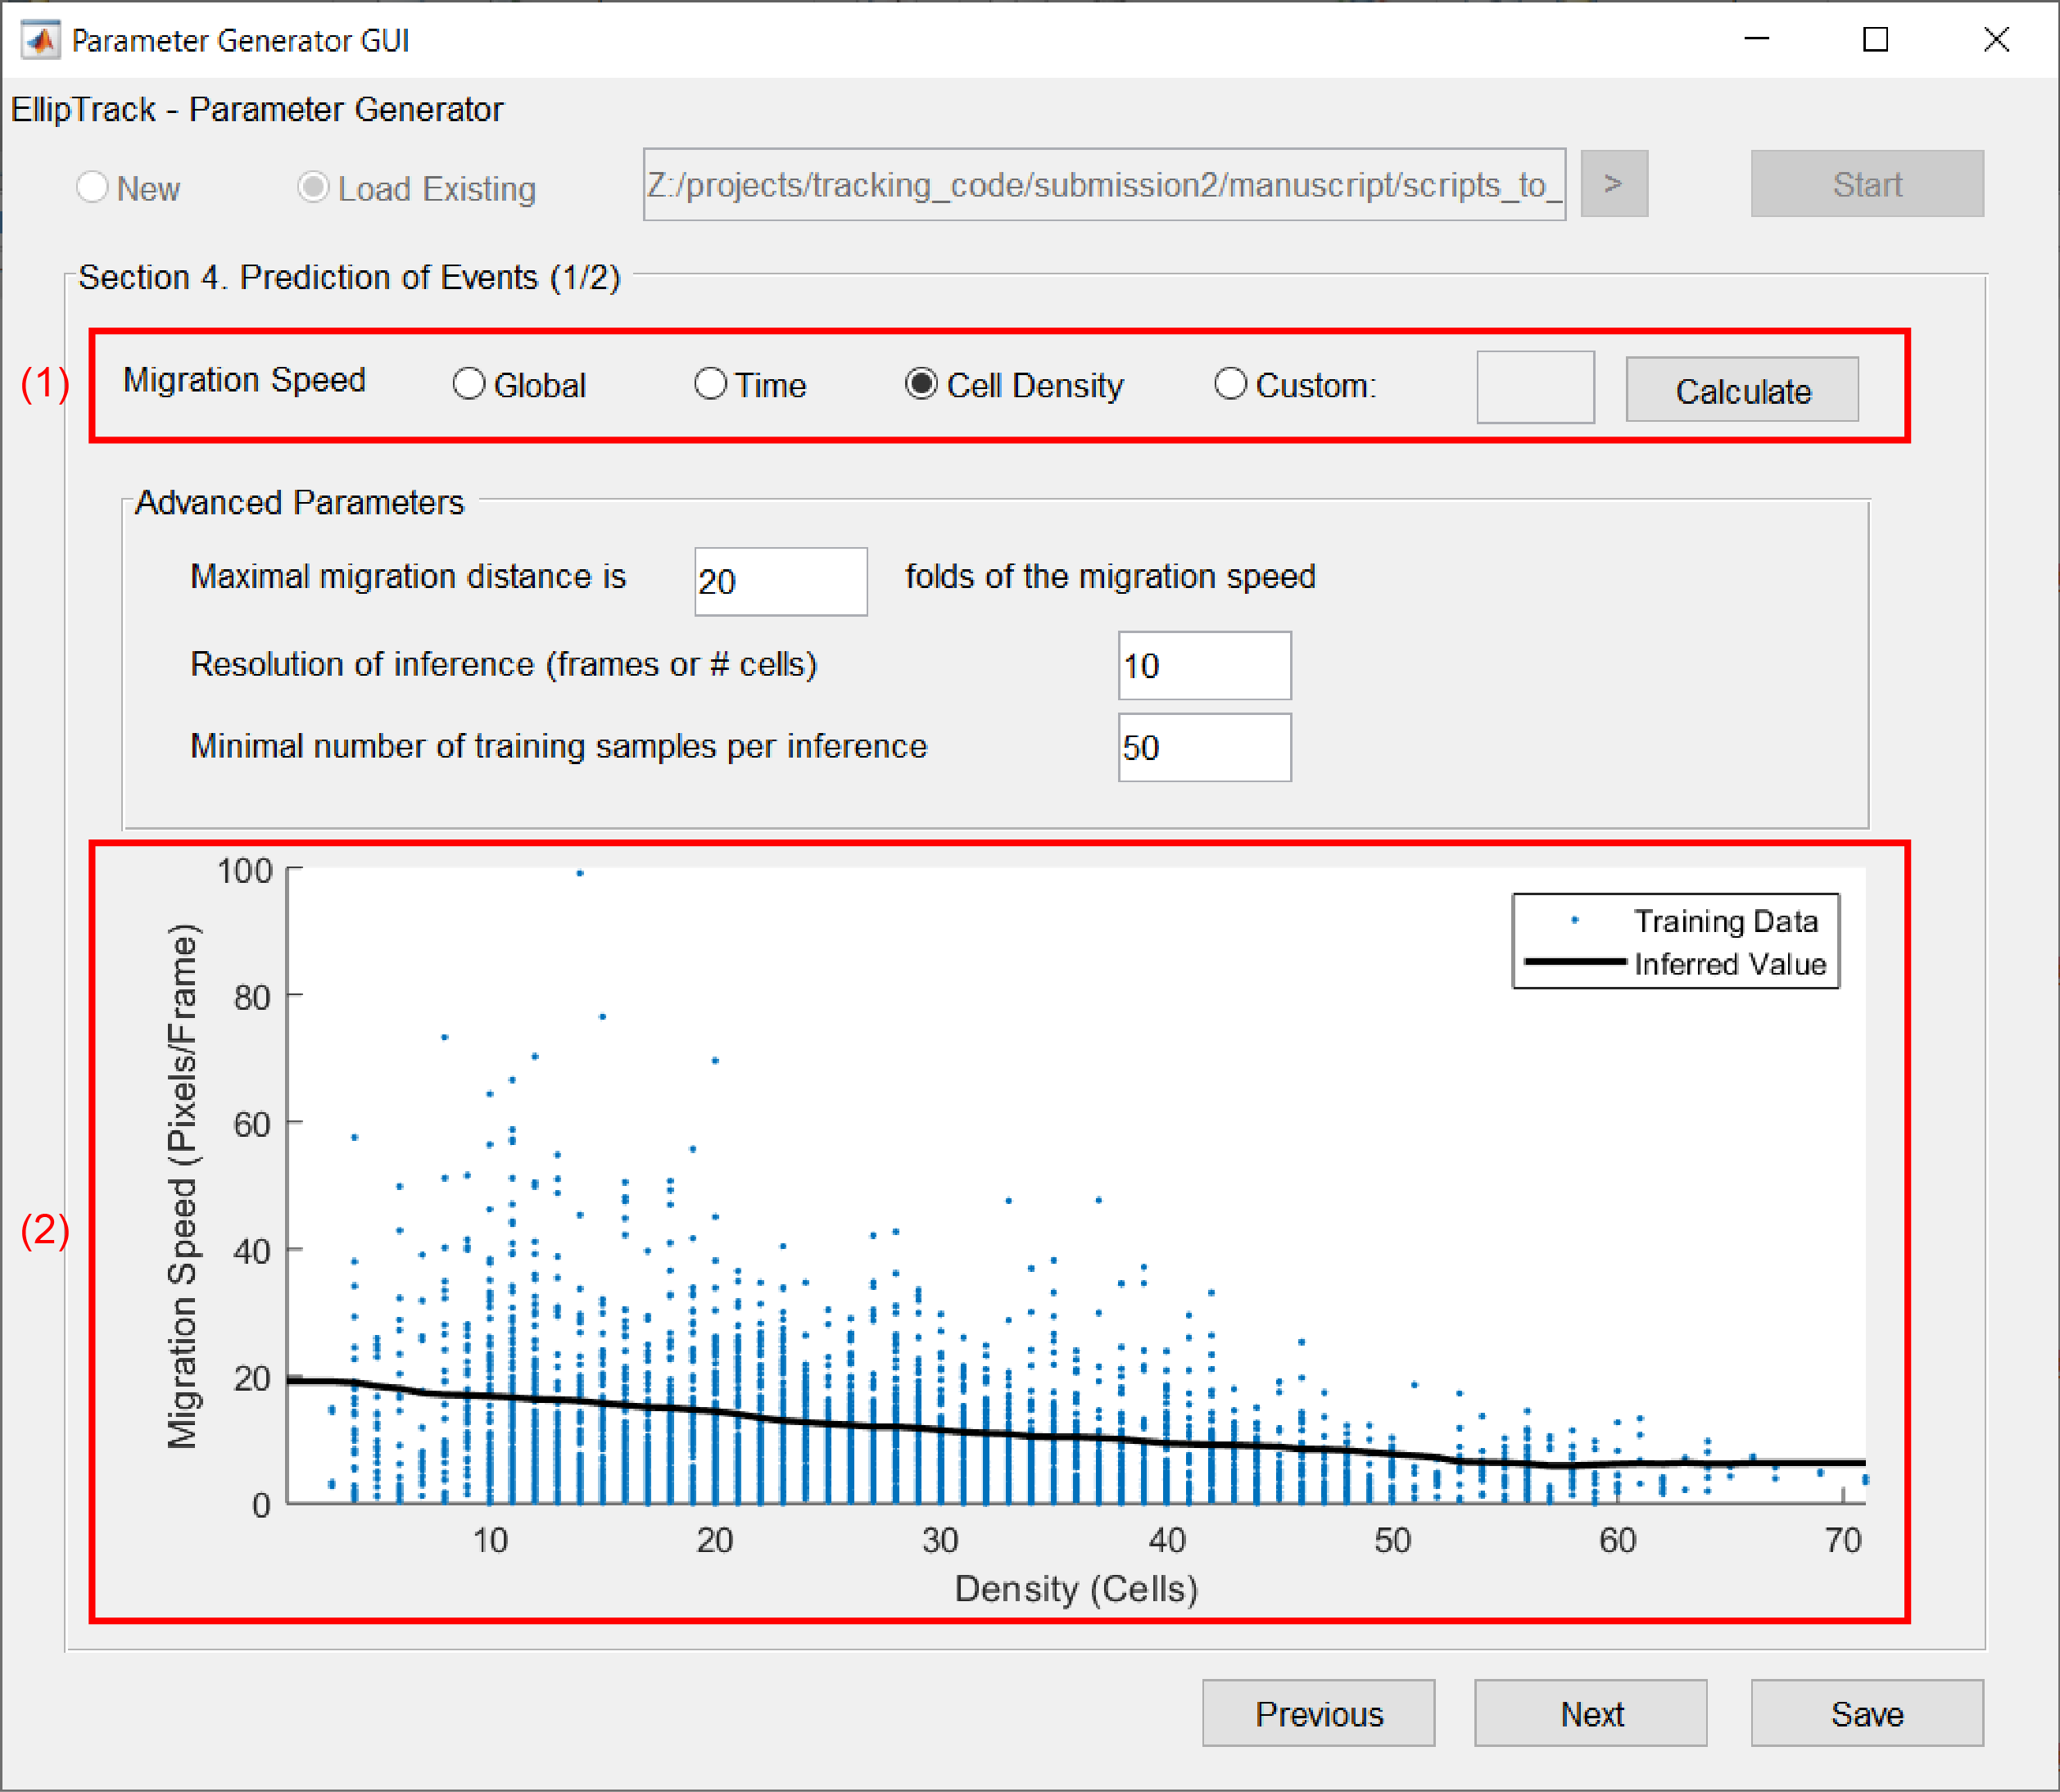 Parameter Generator GUI
EllipTrack - Parameter Generator
New Load Existing Z:/projects/tracking_code/submission2/manuscript/scripts_to_ > Start
Section 4. Prediction of Events (1/2)
(1) Migration Speed Global Time Cell Density Custom: Calculate
Advanced Parameters
Maximal migration distance is 20 folds of the migration speed
Resolution of inference (frames or # cells) 10
Minimal number of training samples per inference 50
(2)
Migration Speed (Pixels/Frame)
100
80
60
40
20
0
Training Data
Inferred Value
10 20 30 40 50 60 70
Density (Cells)
Previous Next Save